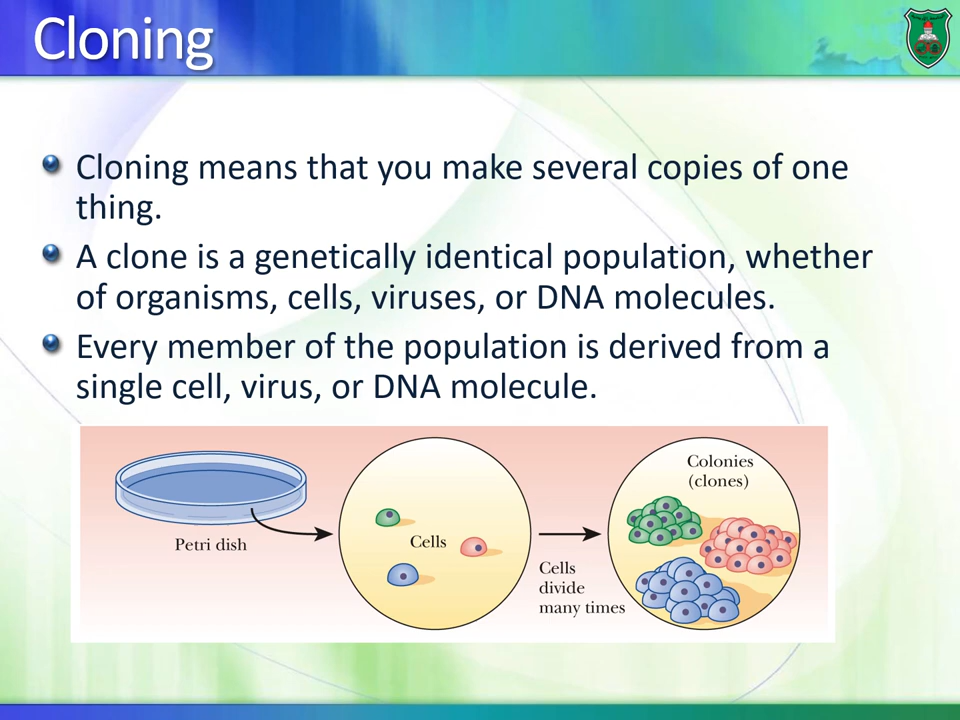 Cloning
Cloning means that you make several copies of one
thing.
A clone is a genetically identical population, whether
of organisms, cells, viruses, or DNA molecules.
Every member of the population is derived from a
single cell, virus, or DNA molecule.
Petri dish
Cells
Cells
divide
many times
Colonies
(clones)